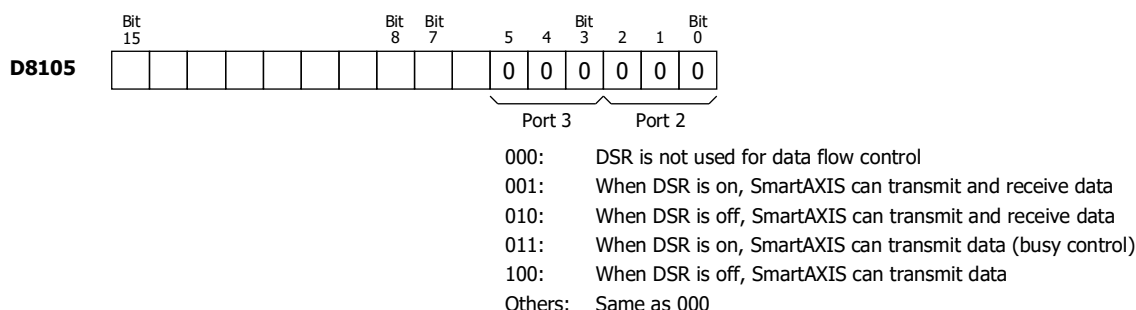 Bit Bit Bit Bit Bit
15 8 7 5 4 3 2 1 0
D8105 0 0 0 0 0 0
Port 3 Port 2
000: DSR is not used for data flow control
001: When DSR is on, SmartAXIS can transmit and receive data
010: When DSR is off, SmartAXIS can transmit and receive data
011: When DSR is on, SmartAXIS can transmit data (busy control)
100: When DSR is off, SmartAXIS can transmit data
Others: Same as 000